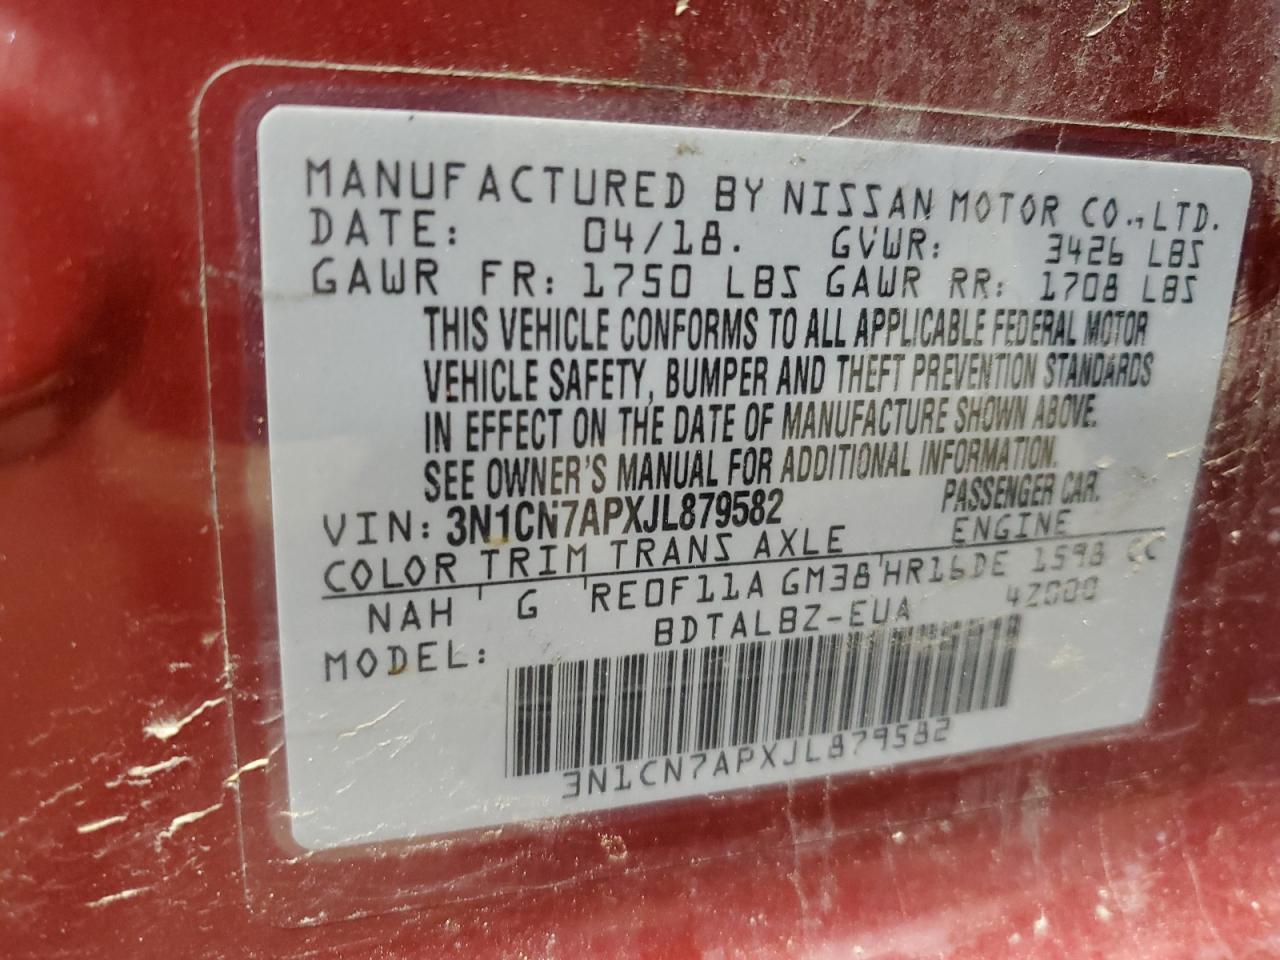 MANUFACTURED BY NISSAN MOTOR CO., LTD.
DATE: 04/18. GVWR: 3426 LBS
GAWR FR: 1750 LBS GAWR RR: 1708 LBS
THIS VEHICLE CONFORMS TO ALL APPLICABLE FEDERAL MOTOR
VEHICLE SAFETY, BUMPER AND THEFT PREVENTION STANDARDS
IN EFFECT ON THE DATE OF MANUFACTURE SHOWN ABOVE.
SEE OWNER'S MANUAL FOR ADDITIONAL INFORMATION.
VIN: 3N1CN7APXJL879582 PASSENGER CAR.
COLOR TRIM TRANS AXLE ENGINE
NAH G RE0F11A GM38 HR16DE 1598 CC
MODEL: BDTALBZ-EUA 42000
3N1CN7APXJL879582